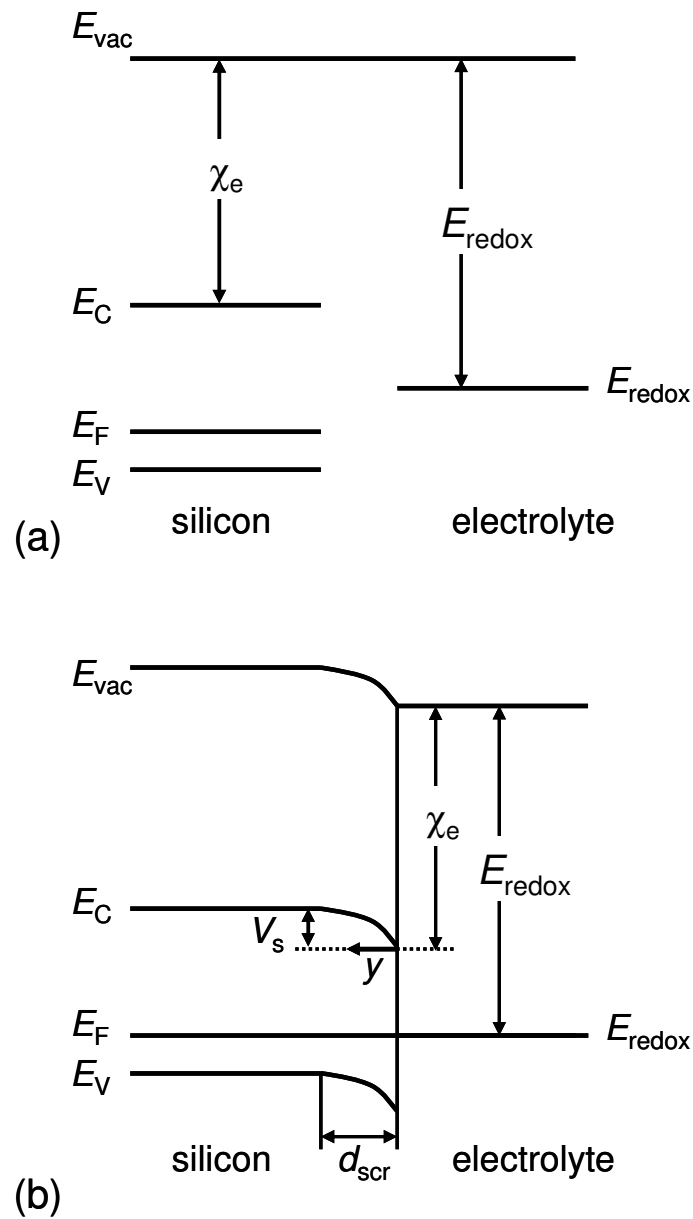 E_vac
χ_e
E_redox
E_C
E_redox
E_F
E_V
silicon electrolyte
(a)
E_vac
χ_e
E_redox
E_C
V_s
y
E_F
E_redox
E_V
silicon d_scr electrolyte
(b)